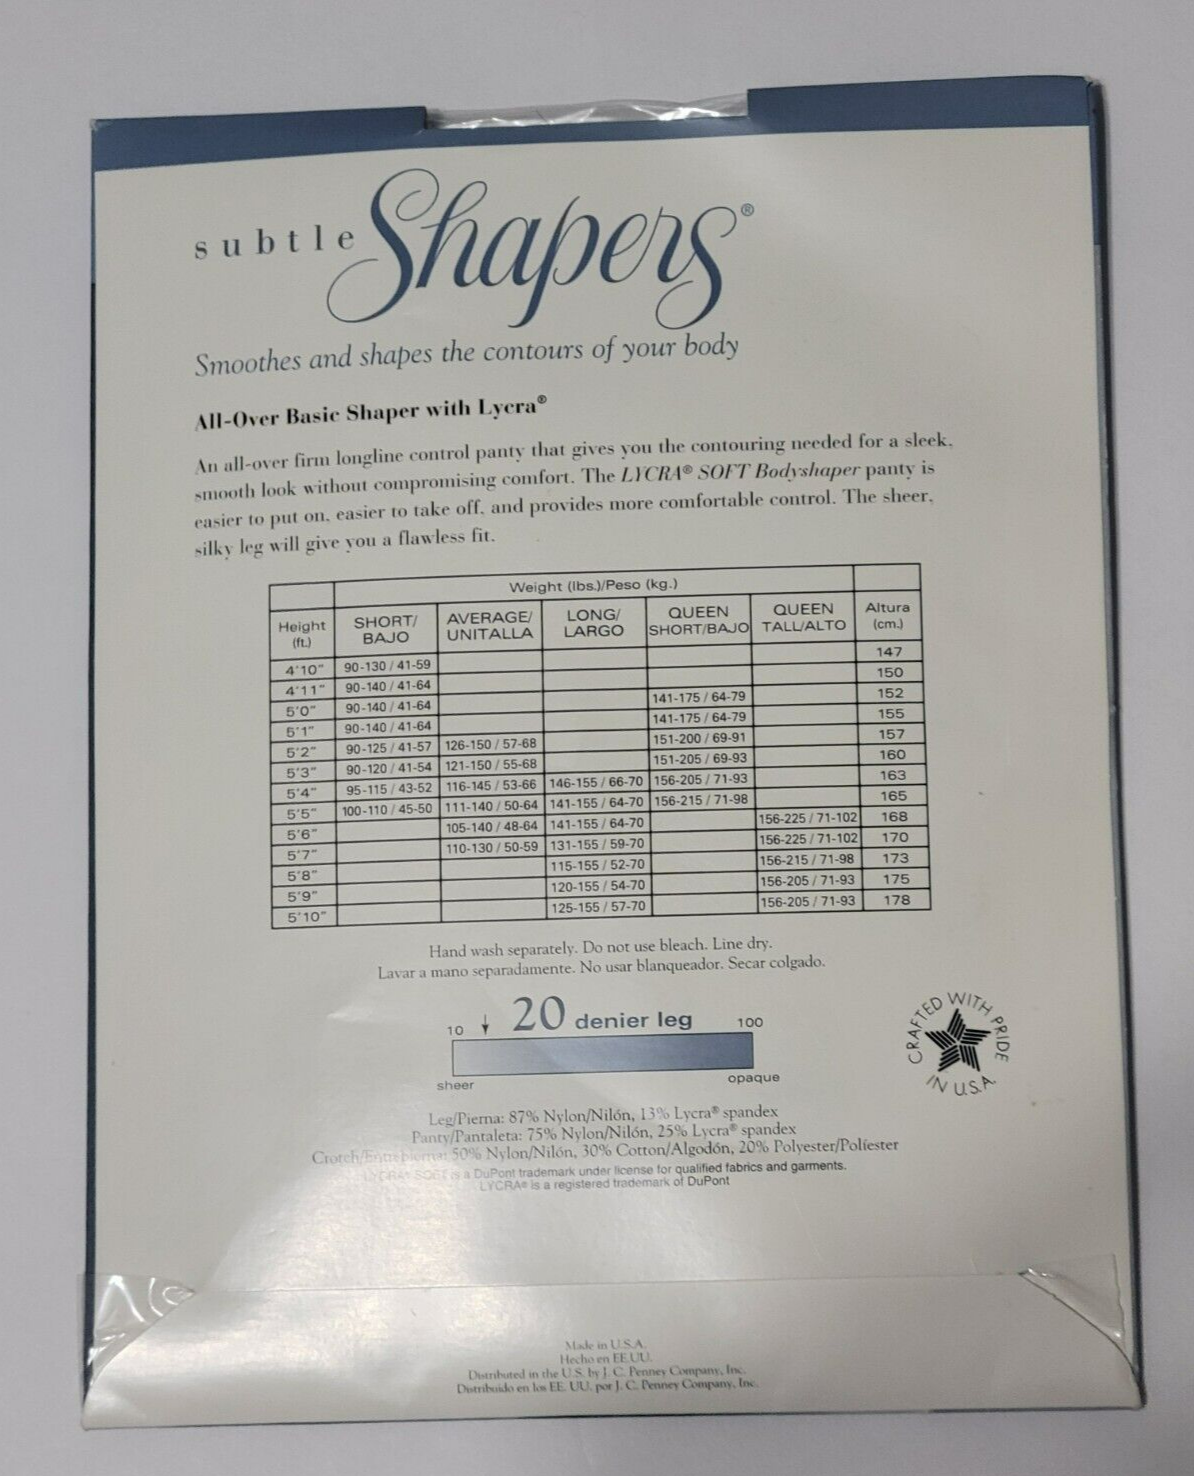 subtle Shapers®
Smoothes and shapes the contours of your body
All-Over Basic Shaper with Lycra®
An all-over firm longline control panty that gives you the contouring needed for a sleek,
smooth look without compromising comfort. The LYCRA® SOFT Bodyshaper panty is
easier to put on, easier to take off, and provides more comfortable control. The sheer,
silky leg will give you a flawless fit.
Weight (lbs.)/Peso (kg.)
Height (ft.) SHORT/BAJO AVERAGE/UNITALLA LONG/LARGO QUEEN SHORT/BAJO QUEEN TALL/ALTO Altura (cm.)
4'10" 90-130 / 41-59 147
4'11" 90-140 / 41-64 150
5'0" 90-140 / 41-64 141-175 / 64-79 152
5'1" 90-140 / 41-64 141-175 / 64-79 155
5'2" 90-125 / 41-57 126-150 / 57-68 151-200 / 69-91 157
5'3" 90-120 / 41-54 121-150 / 55-68 151-205 / 69-93 160
5'4" 95-115 / 43-52 116-145 / 53-66 146-155 / 66-70 156-205 / 71-93 163
5'5" 100-110 / 45-50 111-140 / 50-64 141-155 / 64-70 156-215 / 71-98 165
5'6" 105-140 / 48-64 141-155 / 64-70 156-225 / 71-102 168
5'7" 110-130 / 50-59 131-155 / 59-70 156-225 / 71-102 170
5'8" 115-155 / 52-70 156-215 / 71-98 173
5'9" 120-155 / 54-70 156-205 / 71-93 175
5'10" 125-155 / 57-70 156-205 / 71-93 178
Hand wash separately. Do not use bleach. Line dry.
Lavar a mano separadamente. No usar blanqueador. Secar colgado.
10 20 denier leg 100
sheer opaque
CRAFTED WITH PRIDE IN U.S.A.
Leg/Pierna: 87% Nylon/Nilón, 13% Lycra® spandex
Panty/Pantaleta: 75% Nylon/Nilón, 25% Lycra® spandex
Crotch/Entrepierna: 50% Nylon/Nilón, 30% Cotton/Algodón, 20% Polyester/Poliester
LYCRA® SOFT is a DuPont trademark under license for qualified fabrics and garments.
LYCRA® is a registered trademark of DuPont
Made in U.S.A.
Hecho en EE.UU.
Distributed in the U.S. by J. C. Penney Company, Inc.
Distribuido en los EE. UU. por J. C. Penney Company, Inc.